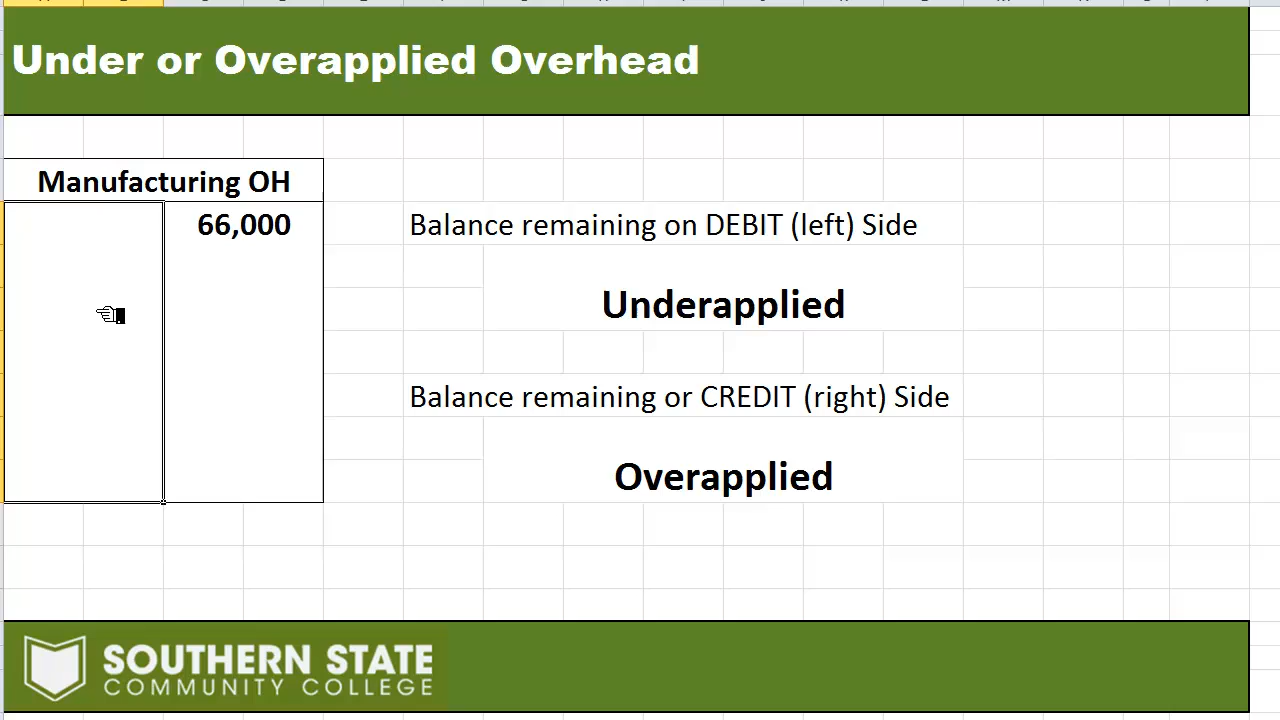 Under or Overapplied Overhead
Manufacturing OH
66,000
Balance remaining on DEBIT (left) Side
Underapplied
Balance remaining or CREDIT (right) Side
Overapplied
SOUTHERN STATE
COMMUNITY COLLEGE